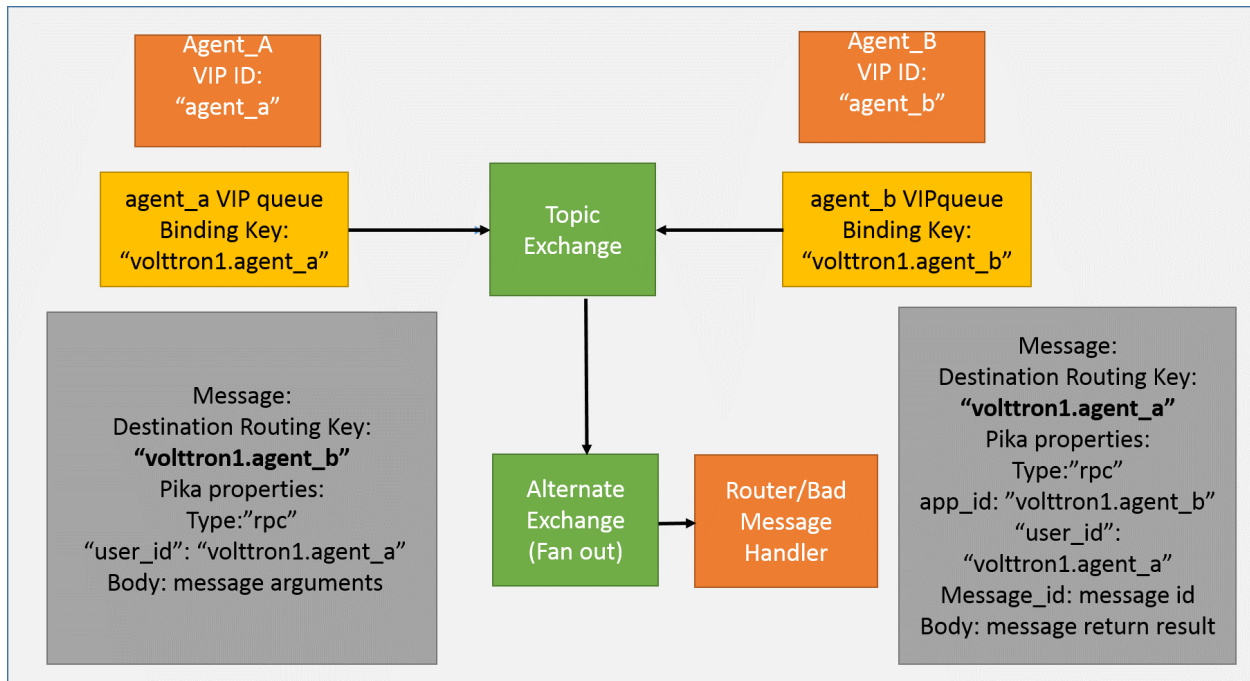 Agent_A
VIP ID:
“agent_a”
Agent_B
VIP ID:
“agent_b”
agent_a VIP queue
Binding Key:
“volttron1.agent_a”
Topic
Exchange
agent_b VIPqueue
Binding Key:
“volttron1.agent_b”
Message:
Destination Routing Key:
“volttron1.agent_b”
Pika properties:
Type:”rpc”
“user_id”: “volttron1.agent_a”
Body: message arguments
Alternate
Exchange
(Fan out)
Router/Bad
Message
Handler
Message:
Destination Routing Key:
“volttron1.agent_a”
Pika properties:
Type:”rpc”
app_id: ”volttron1.agent_b”
“user_id”:
“volttron1.agent_a”
Message_id: message id
Body: message return result